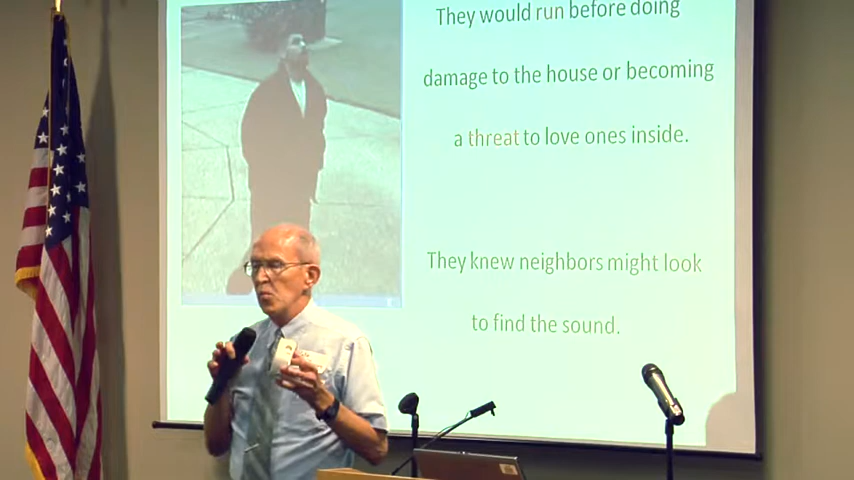 They would run before doing
damage to the house or becoming
a threat to love ones inside.
They knew neighbors might look
to find the sound.